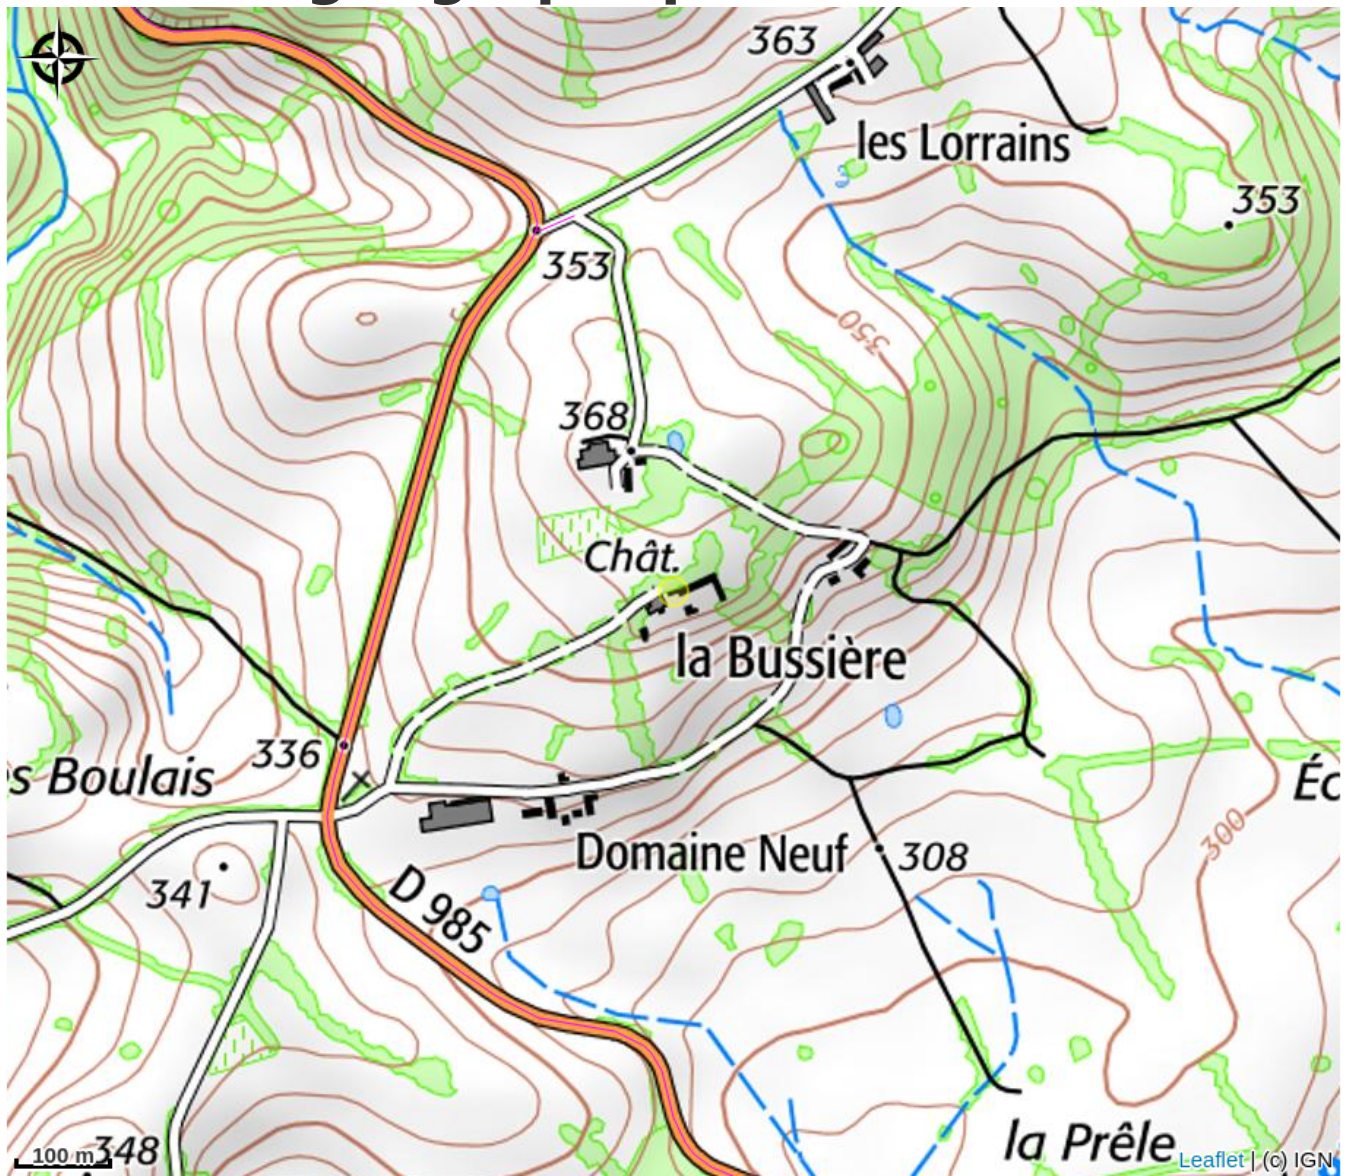 363
les Lorrains
353
353
350
368
Chât.
la Bussière
336
s Boulais
Éc
300
Domaine Neuf
308
341
D 985
la Prêle
348
100 m
Leaflet | (c) IGN